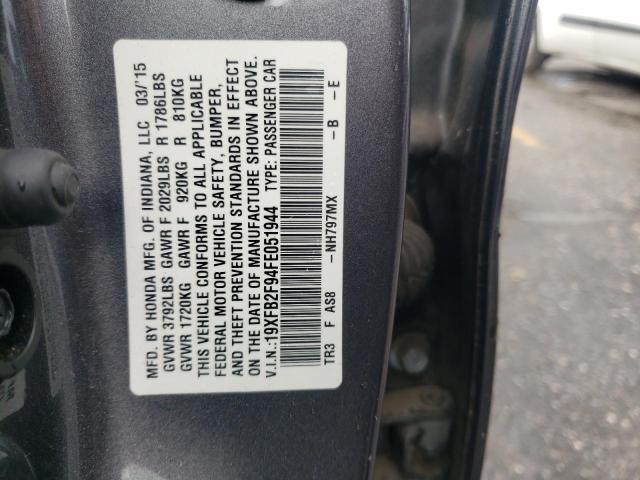 MFD. BY HONDA MFG. OF INDIANA, LLC 03/'15
GVWR 3792LBS GAWR F 2029LBS R 1786LBS
GVWR 1720KG GAWR F 920KG R 810KG
THIS VEHICLE CONFORMS TO ALL APPLICABLE
FEDERAL MOTOR VEHICLE SAFETY, BUMPER,
AND THEFT PREVENTION STANDARDS IN EFFECT
ON THE DATE OF MANUFACTURE SHOWN ABOVE.
V.I.N.:19XFB2F94FE051944 TYPE: PASSENGER CAR
TR3 F AS8 -NH797MX -B -E